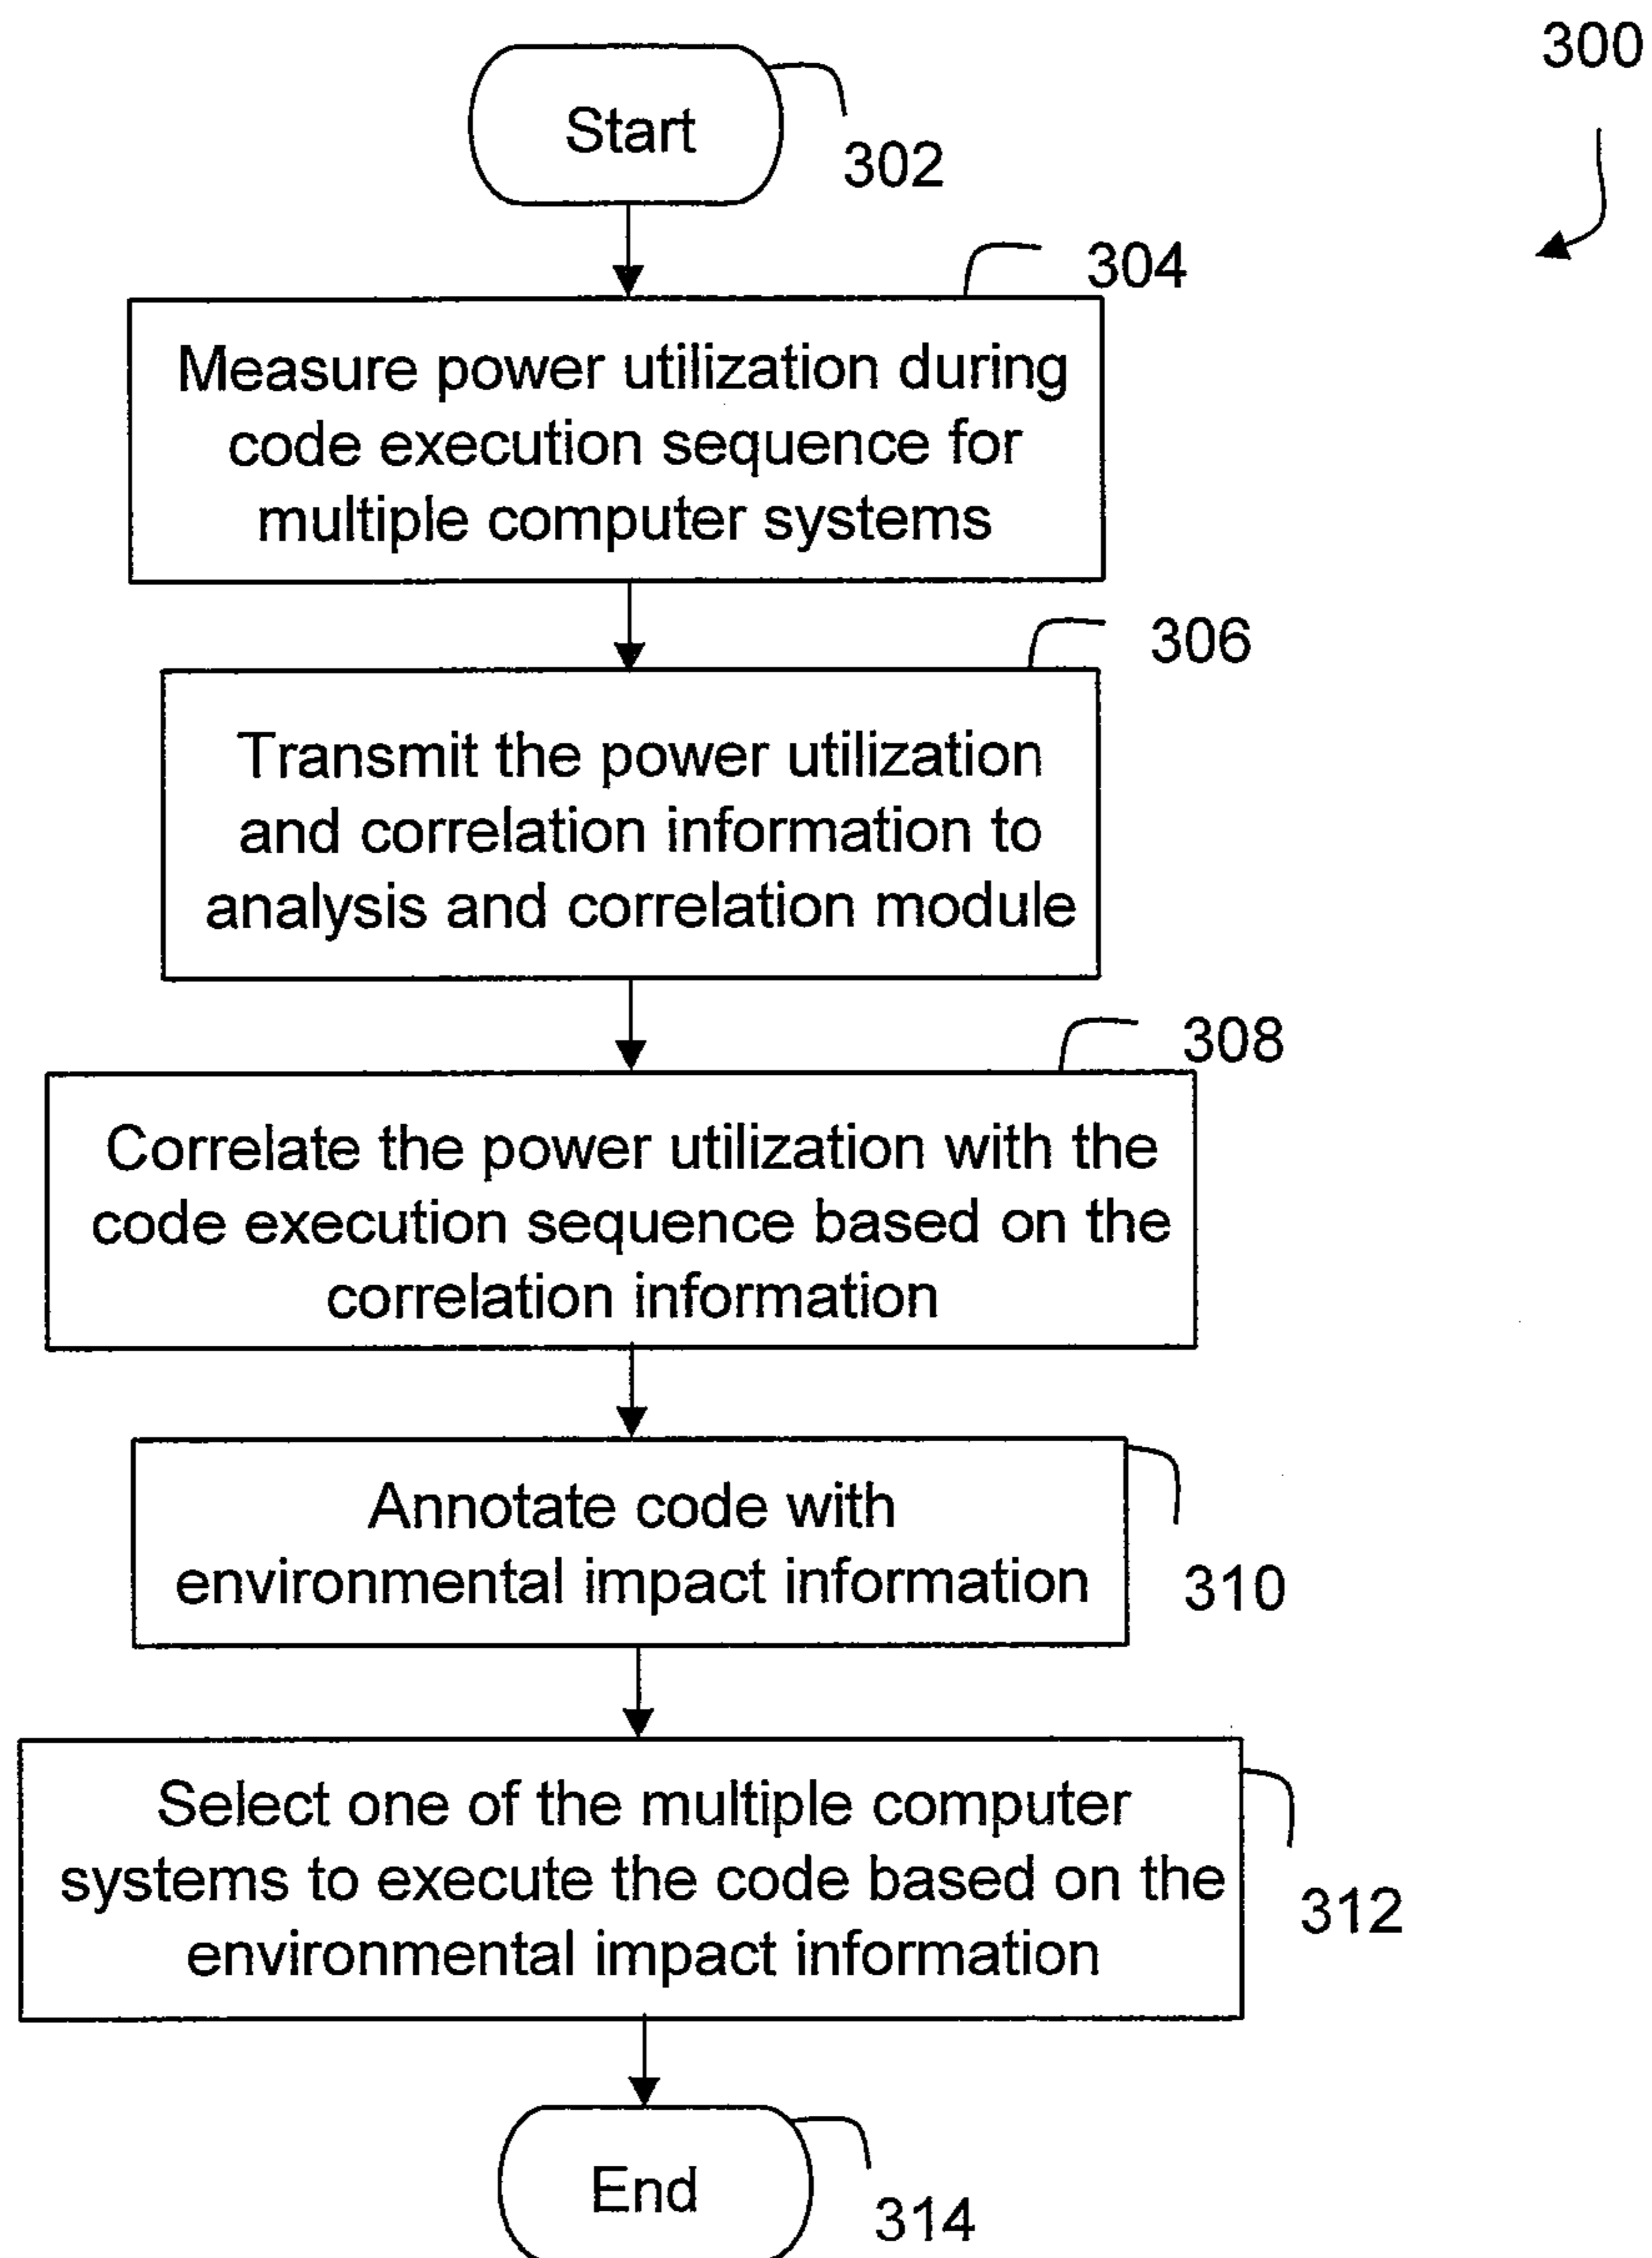 300
Start
302
304
Measure power utilization during
code execution sequence for
multiple computer systems
306
Transmit the power utilization
and correlation information to
analysis and correlation module
308
Correlate the power utilization with the
code execution sequence based on the
correlation information
Annotate code with
environmental impact information
310
Select one of the multiple computer
systems to execute the code based on the
environmental impact information
312
End
314